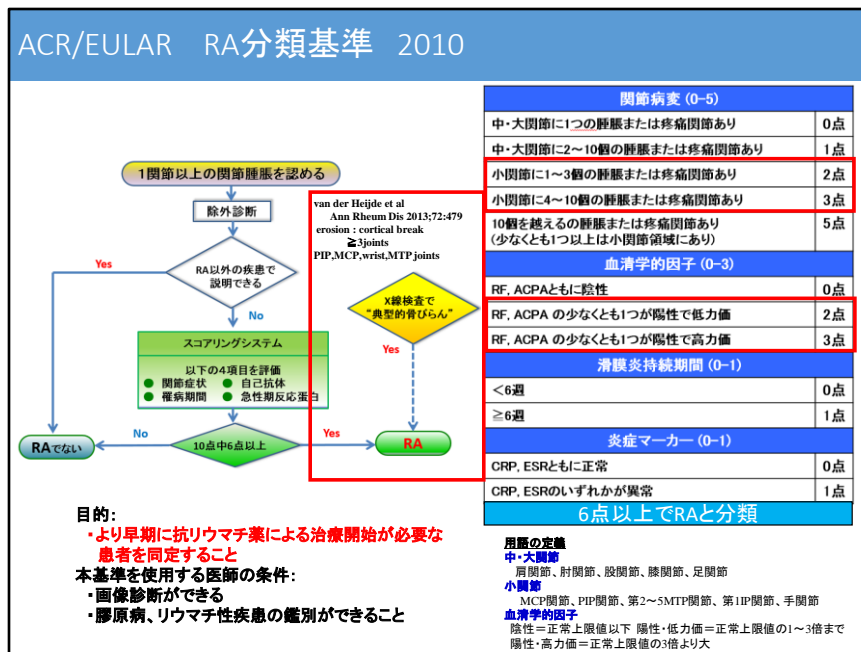 ACR/EULAR　RA分類基準　2010
1関節以上の関節腫脹を認める
除外診断
Yes
RA以外の疾患で
説明できる
No
スコアリングシステム
以下の4項目を評価
● 関節症状　● 自己抗体
● 罹病期間　● 急性期反応蛋白
No
Yes
RAでない
10点中6点以上
RA
van der Heijde et al
Ann Rheum Dis 2013;72:479
erosion : cortical break
≧3joints
PIP,MCP,wrist,MTP joints
X線検査で
“典型的骨びらん”
Yes
関節病変 (0-5)
中・大関節に1つの腫脹または疼痛関節あり　0点
中・大関節に2～10個の腫脹または疼痛関節あり　1点
小関節に1～3個の腫脹または疼痛関節あり　2点
小関節に4～10個の腫脹または疼痛関節あり　3点
10個を越えるの腫脹または疼痛関節あり　5点
(少なくとも1つ以上は小関節領域にあり)
血清学的因子 (0-3)
RF, ACPAともに陰性　0点
RF, ACPA の少なくとも1つが陽性で低力価　2点
RF, ACPA の少なくとも1つが陽性で高力価　3点
滑膜炎持続期間 (0-1)
<6週　0点
≧6週　1点
炎症マーカー (0-1)
CRP, ESRともに正常　0点
CRP, ESRのいずれかが異常　1点
6点以上でRAと分類
目的:
・より早期に抗リウマチ薬による治療開始が必要な
患者を同定すること
本基準を使用する医師の条件:
・画像診断ができる
・膠原病、リウマチ性疾患の鑑別ができること
用語の定義
中・大関節
肩関節、肘関節、股関節、膝関節、足関節
小関節
MCP関節、PIP関節、第2～5MTP関節、第1IP関節、手関節
血清学的因子
陰性＝正常上限値以下 陽性・低力価＝正常上限値の1～3倍まで
陽性・高力価＝正常上限値の3倍より大